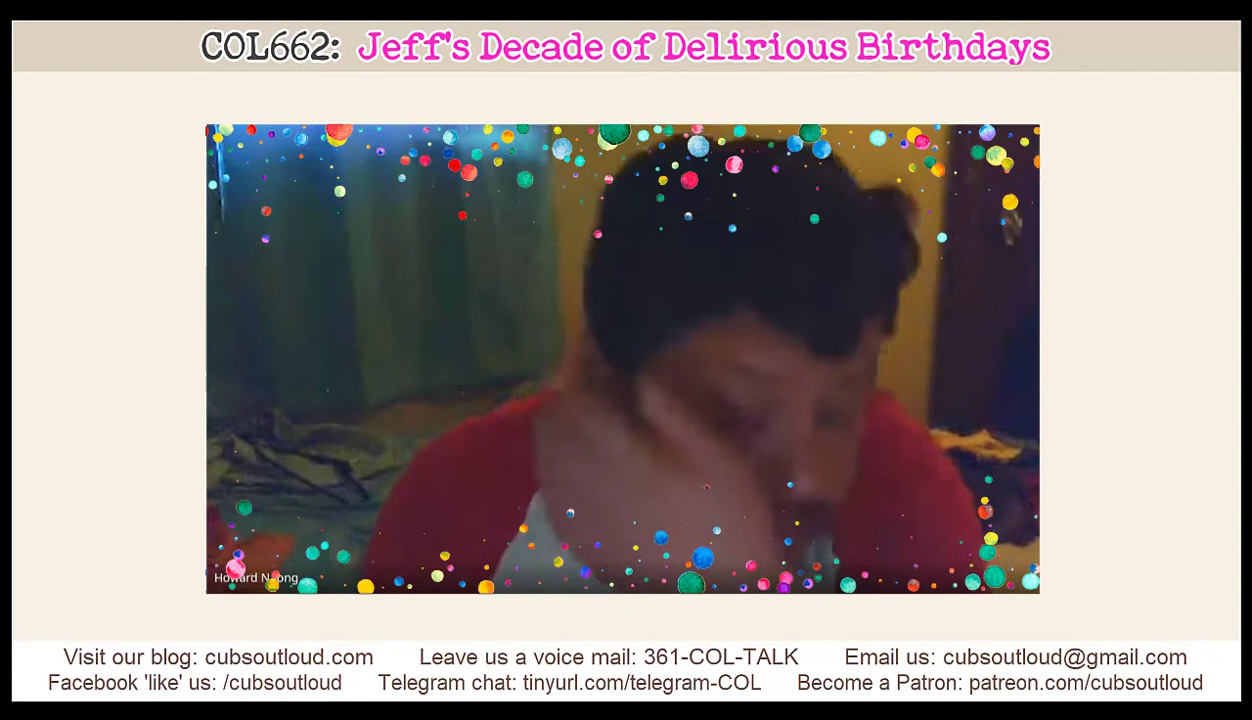 COL662: Jeff's Decade of Delirious Birthdays
Howard
Visit our blog: cubsoutloud.com Leave us a voice mail: 361-COL-TALK Email us: cubsoutloud@gmail.com
Facebook 'like' us: /cubsoutloud Telegram chat: tinyurl.com/telegram-COL Become a Patron: patreon.com/cubsoutloud